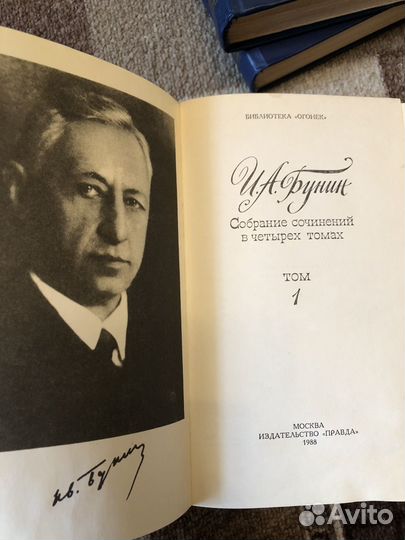 БИБЛИОТЕКА «ОГОНЕК»
И.А.Бунин
Собрание сочинений
в четырех томах
ТОМ
1
МОСКВА
ИЗДАТЕЛЬСТВО «ПРАВДА»
1988
Ив. Бунин
Avito